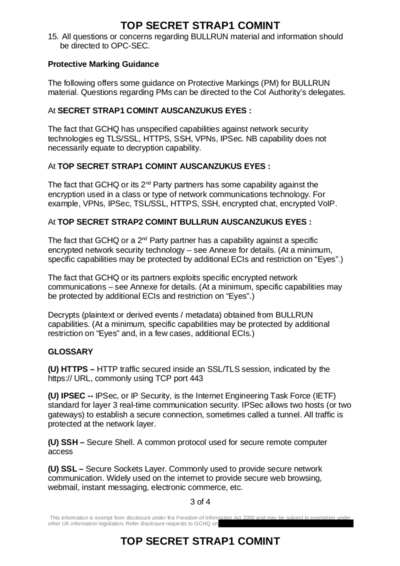 TOP SECRET STRAP1 COMINT
15. All questions or concerns regarding BULLRUN material and information should
be directed to OPC-SEC.
Protective Marking Guidance
The following offers some guidance on Protective Markings (PM) for BULLRUN
material. Questions regarding PMs can be directed to the CoI Authority's delegates.
At SECRET STRAP1 COMINT AUSCANZUKUS EYES :
The fact that GCHQ has unspecified capabilities against network security
technologies eg TLS/SSL, HTTPS, SSH, VPNs, IPSec. NB capability does not
necessarily equate to decryption capability.
At TOP SECRET STRAP1 COMINT AUSCANZUKUS EYES :
The fact that GCHQ or its 2nd Party partners has some capability against the
encryption used in a class or type of network communications technology. For
example, VPNs, IPSec, TSL/SSL, HTTPS, SSH, encrypted chat, encrypted VoIP.
At TOP SECRET STRAP2 COMINT BULLRUN AUSCANZUKUS EYES :
The fact that GCHQ or a 2nd Party partner has a capability against a specific
encrypted network security technology – see Annexe for details. (At a minimum,
specific capabilities may be protected by additional ECIs and restriction on “Eyes”.)
The fact that GCHQ or its partners exploits specific encrypted network
communications – see Annexe for details. (At a minimum, specific capabilities may
be protected by additional ECIs and restriction on “Eyes”.)
Decrypts (plaintext or derived events / metadata) obtained from BULLRUN
capabilities. (At a minimum, specific capabilities may be protected by additional
restriction on “Eyes” and, in a few cases, additional ECIs.)
GLOSSARY
(U) HTTPS – HTTP traffic secured inside an SSL/TLS session, indicated by the
https:// URL, commonly using TCP port 443
(U) IPSEC -- IPSec, or IP Security, is the Internet Engineering Task Force (IETF)
standard for layer 3 real-time communication security. IPSec allows two hosts (or two
gateways) to establish a secure connection, sometimes called a tunnel. All traffic is
protected at the network layer.
(U) SSH – Secure Shell. A common protocol used for secure remote computer
access
(U) SSL – Secure Sockets Layer. Commonly used to provide secure network
communication. Widely used on the internet to provide secure web browsing,
webmail, instant messaging, electronic commerce, etc.
3 of 4
This information is exempt from disclosure under the Freedom of Information Act 2000 and may be subject to exemption under
other UK information legislation. Refer disclosure requests to GCHQ on
TOP SECRET STRAP1 COMINT